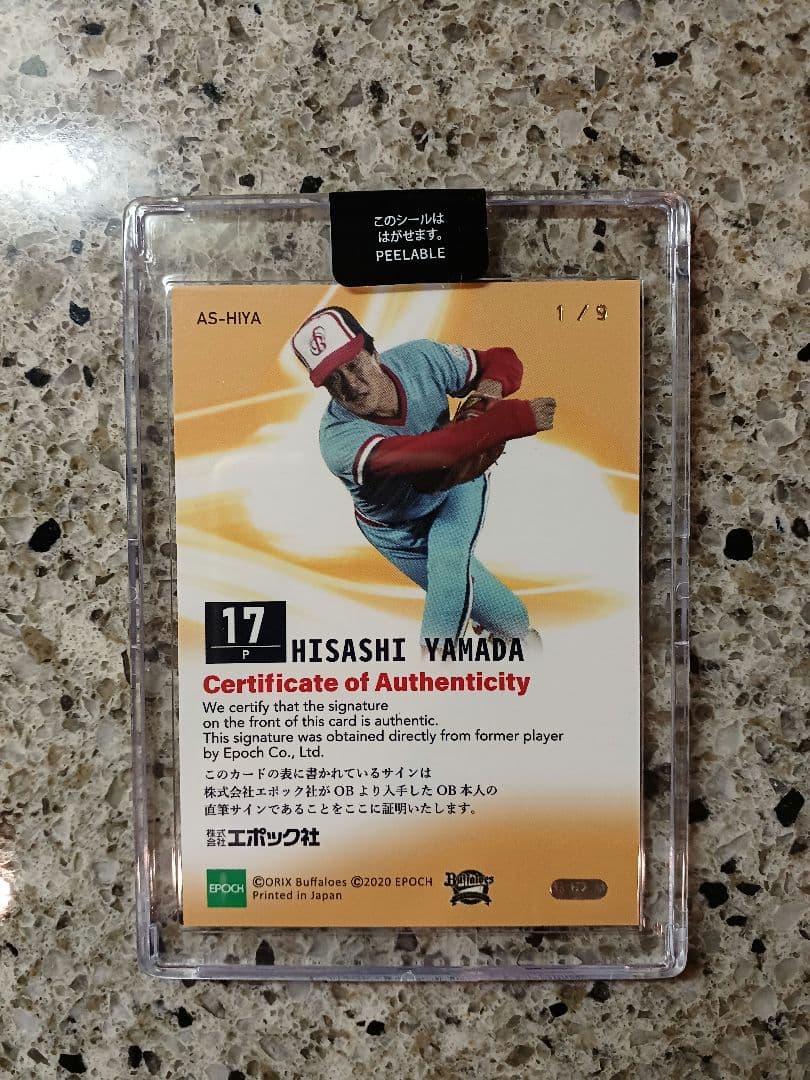 このシールは
はがせます。
PEELABLE
AS-HIYA
1 / 9
17
P
HISASHI YAMADA
Certificate of Authenticity
We certify that the signature
on the front of this card is authentic.
This signature was obtained directly from former player
by Epoch Co., Ltd.
このカードの表に書かれているサインは
株式会社エポック社が OB より入手した OB 本人の
直筆サインであることをここに証明いたします。
株式会社エポック社
EPOCH
©ORIX Buffaloes ©2020 EPOCH
Printed in Japan
Buffaloes